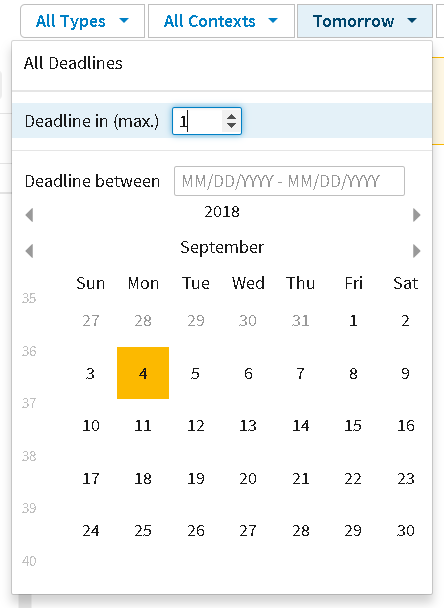 All Types All Contexts Tomorrow
All Deadlines
Deadline in (max.) 1
Deadline between MM/DD/YYYY - MM/DD/YYYY
2018
September
Sun Mon Tue Wed Thu Fri Sat
35
27 28 29 30 31 1 2
36
3 4 5 6 7 8 9
37
10 11 12 13 14 15 16
38
17 18 19 20 21 22 23
39
24 25 26 27 28 29 30
40